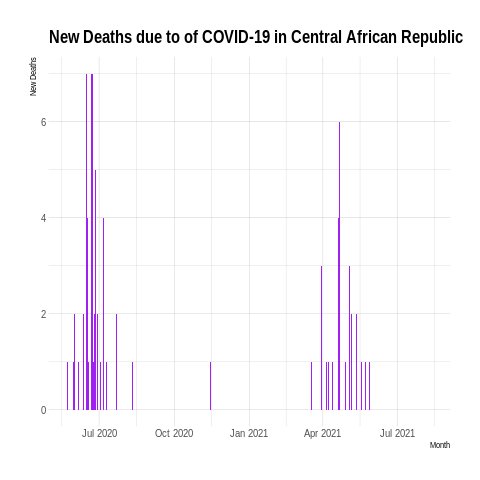 New Deaths due to of COVID-19 in Central African Republic
New Deaths
6
4
2
0
Jul 2020 Oct 2020 Jan 2021 Apr 2021 Jul 2021
Month